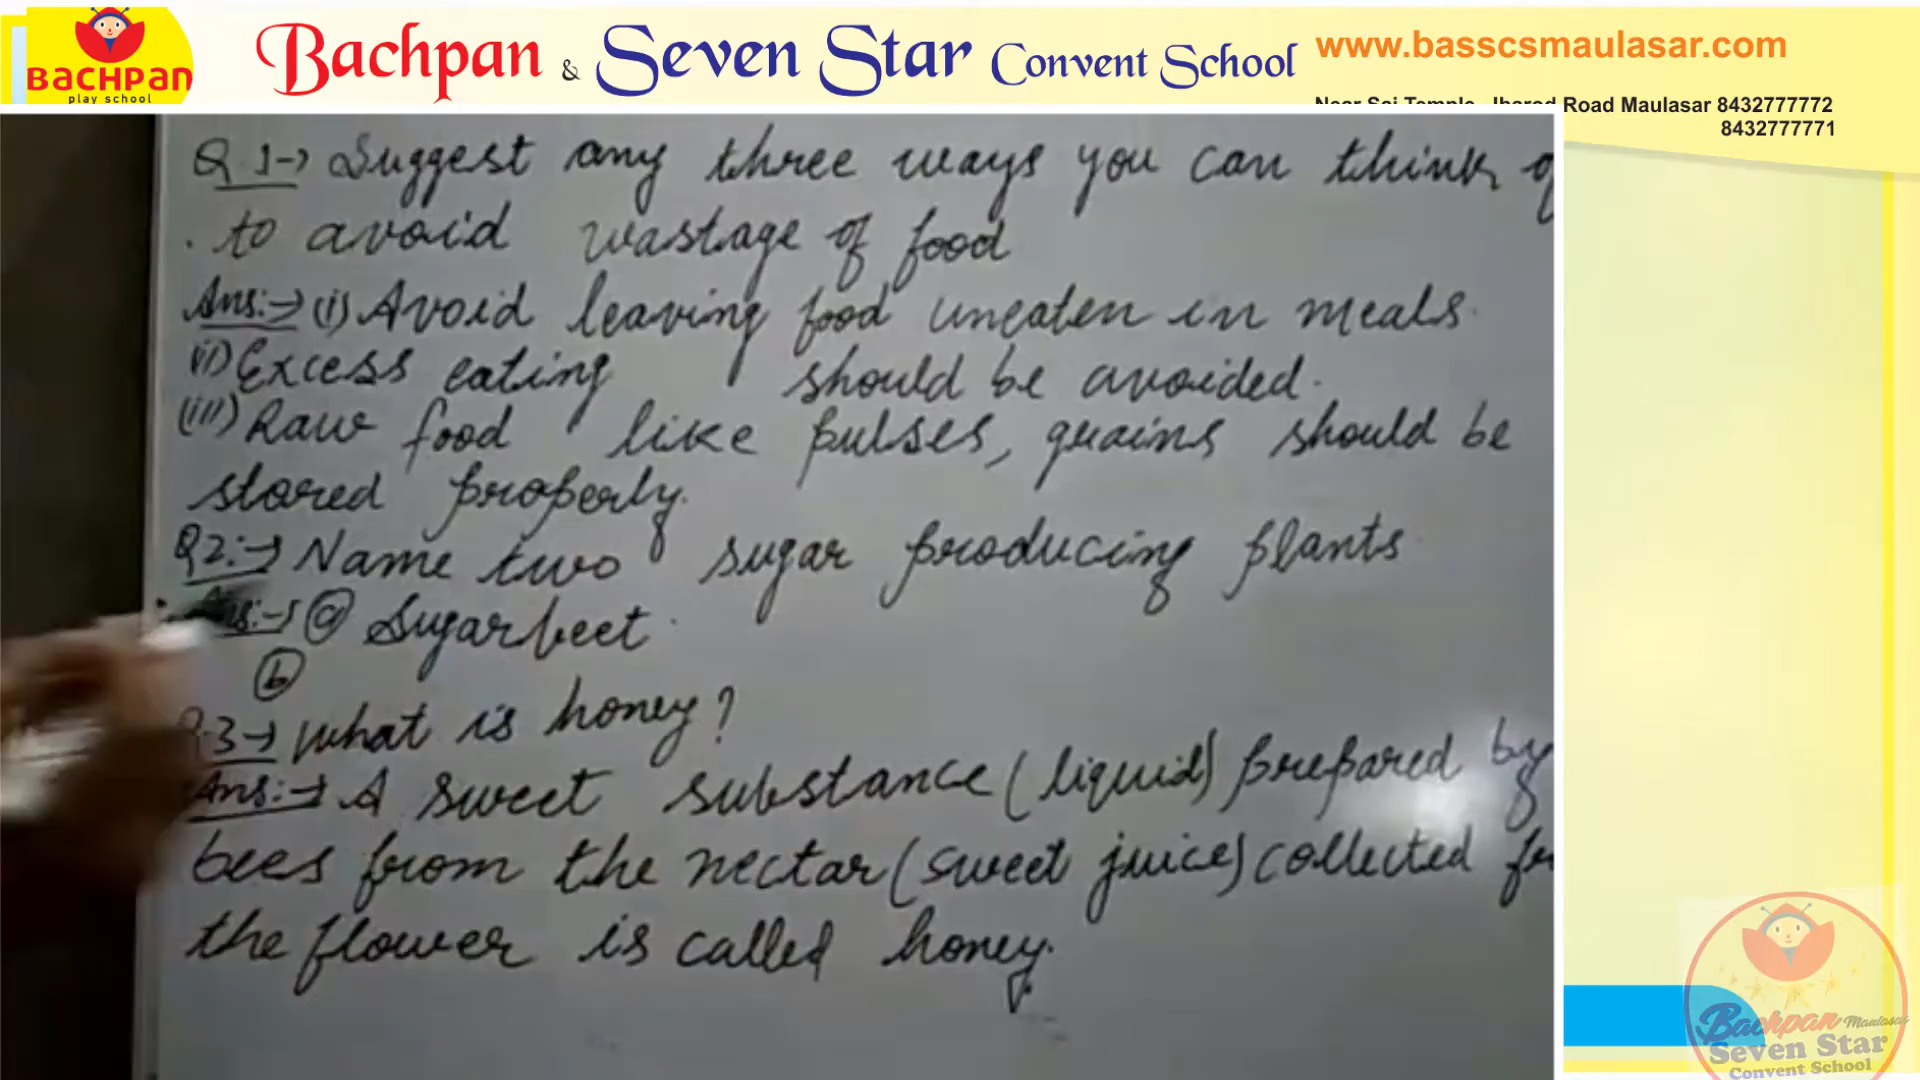 BACHPAN
play school
Bachpan & Seven Star Convent School
www.basscsmaulasar.com
Road Maulasar 8432777772
8432777771
Q.1-> Suggest any three ways you can think of
to avoid wastage of food
Ans:-> (i) Avoid leaving food uneaten in meals.
(ii) Excess eating should be avoided.
(iii) Raw food like pulses, grains should be
stored properly.
Q2:-> Name two sugar producing plants
Ans:-> (a) Sugarbeet
(b)
Q.3-> What is honey?
Ans:-> A sweet substance (liquid) prepared by
bees from the nectar (sweet juice) collected
the flower is called honey.
Bachpan Maulasar
Seven Star
Convent School